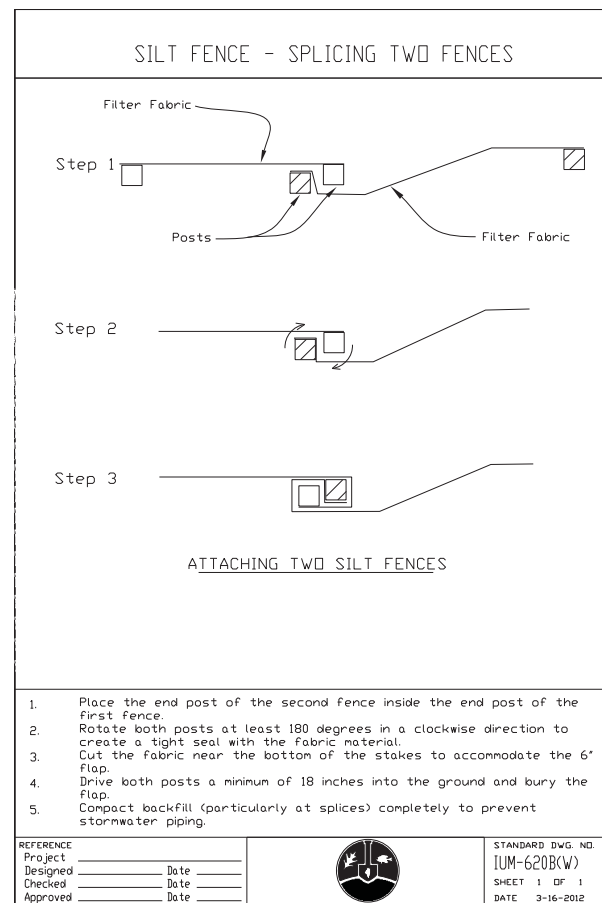 SILT FENCE - SPLICING TWO FENCES
Filter Fabric
Step 1
Posts
Filter Fabric
Step 2
Step 3
ATTACHING TWO SILT FENCES
1. Place the end post of the second fence inside the end post of the
first fence.
2. Rotate both posts at least 180 degrees in a clockwise direction to
create a tight seal with the fabric material.
3. Cut the fabric near the bottom of the stakes to accommodate the 6"
flap.
4. Drive both posts a minimum of 18 inches into the ground and bury the
flap.
5. Compact backfill (particularly at splices) completely to prevent
stormwater piping.
REFERENCE
Project
Designed Date
Checked Date
Approved Date
STANDARD DWG. NO.
IUM-620B(W)
SHEET 1 OF 1
DATE 3-16-2012